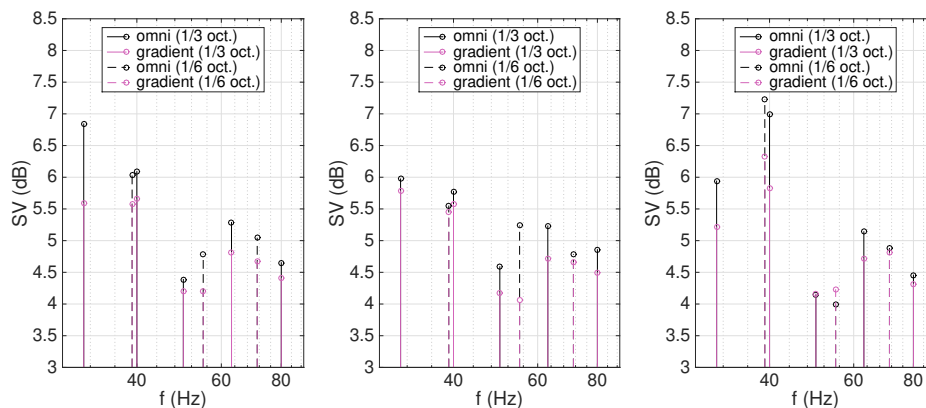 8.5
8
7.5
7
6.5
6
5.5
5
4.5
4
3.5
3
SV (dB)
40
60
80
f (Hz)
omni (1/3 oct.)
gradient (1/3 oct.)
omni (1/6 oct.)
gradient (1/6 oct.)
8.5
8
7.5
7
6.5
6
5.5
5
4.5
4
3.5
3
SV (dB)
40
60
80
f (Hz)
omni (1/3 oct.)
gradient (1/3 oct.)
omni (1/6 oct.)
gradient (1/6 oct.)
8.5
8
7.5
7
6.5
6
5.5
5
4.5
4
3.5
3
SV (dB)
40
60
80
f (Hz)
omni (1/3 oct.)
gradient (1/3 oct.)
omni (1/6 oct.)
gradient (1/6 oct.)